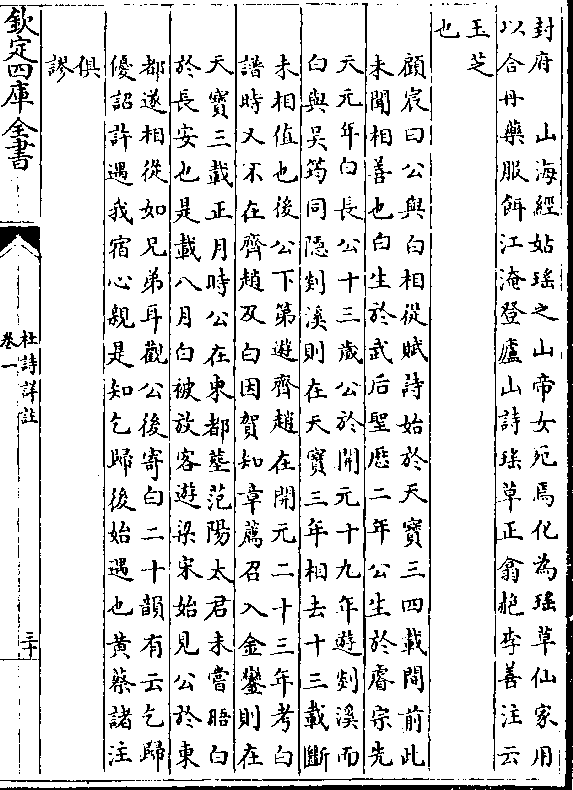 封府 山海經姑瑤之山帝女死焉化為瑶草仙家用
以合丹藥服餌江淹登廬山詩瑤草正翕赩李善注云
玉芝
也
顧宸曰公與白相從賦詩始於天寶三四載間前此
未聞相善也白生於武后聖厯二年公生於睿宗先
天元年白長公十三歳公於開元十九年遊剡溪而
白與吴筠同隱剡溪則在天寶三年相去十三載斷
未相值也後公下第遊齊趙在開元二十三年考白
譜時又不在齊趙及白因賀知章薦召入金鑾則在
天寶三載正月時公在東都塟范陽太君未嘗晤白
於長安也是載八月白被放客遊梁宋始見公於東
都遂相從如兄弟耳觀公後寄白二十韻有云乞歸
優詔許遇我宿心親是知乞歸後始遇也黄蔡諸注
俱
謬
欽定四庫全書
杜詩詳註
卷一
三十